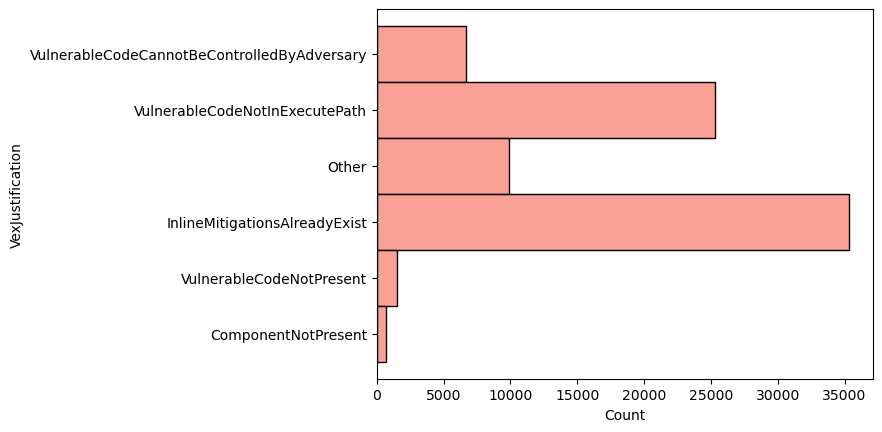 VulnerableCodeCannotBeControlledByAdversary
VulnerableCodeNotInExecutePath
Other
InlineMitigationsAlreadyExist
VulnerableCodeNotPresent
ComponentNotPresent
VexJustification
0 5000 10000 15000 20000 25000 30000 35000
Count